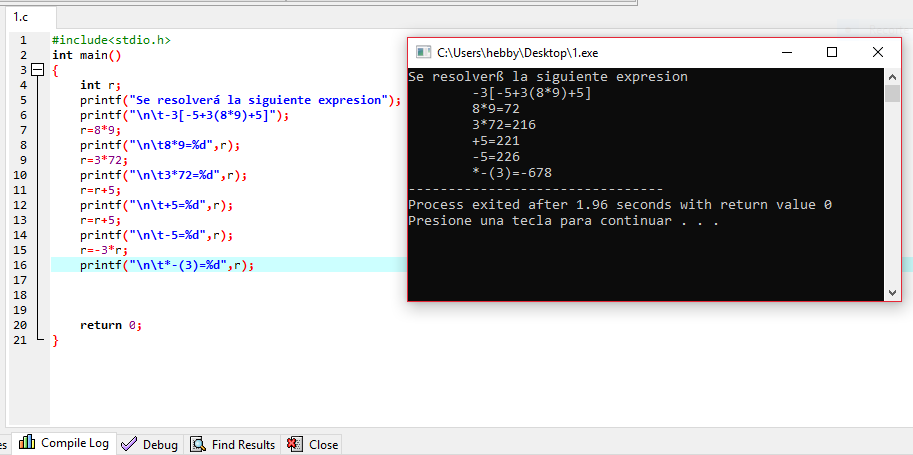 1.c
1 #include<stdio.h>
2 int main()
3 {
4 int r;
5 printf("Se resolverá la siguiente expresion");
6 printf("\n\t-3[-5+3(8*9)+5]");
7 r=8*9;
8 printf("\n\t8*9=%d",r);
9 r=3*72;
10 printf("\n\t3*72=%d",r);
11 r=r+5;
12 printf("\n\t+5=%d",r);
13 r=r+5;
14 printf("\n\t-5=%d",r);
15 r=-3*r;
16 printf("\n\t*-(3)=%d",r);
17
18
19
20 return 0;
21 }
C:\Users\hebby\Desktop\1.exe
Se resolverß la siguiente expresion
-3[-5+3(8*9)+5]
8*9=72
3*72=216
+5=221
-5=226
*-(3)=-678
--------------------------------
Process exited after 1.96 seconds with return value 0
Presione una tecla para continuar . . .
es Compile Log Debug Find Results Close